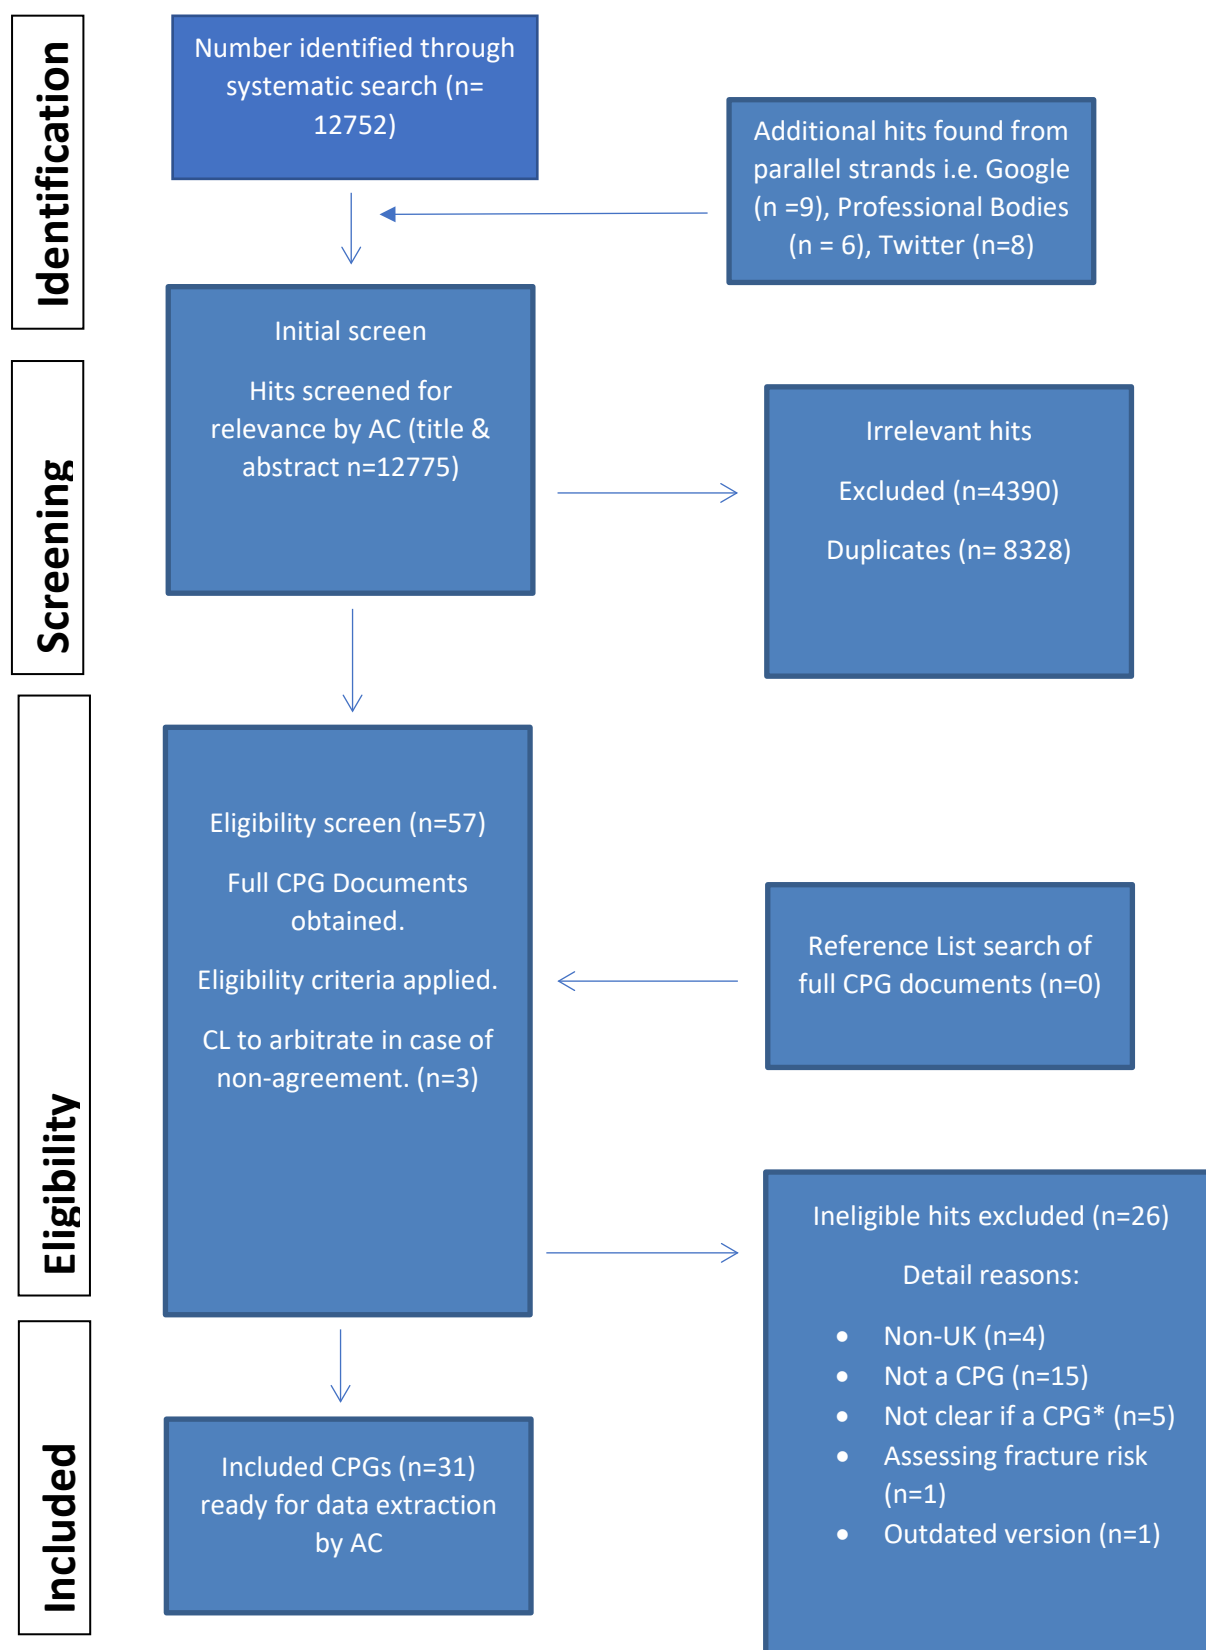 Identification
Number identified through
systematic search (n=
12752)
Additional hits found from
parallel strands i.e. Google
(n =9), Professional Bodies
(n = 6), Twitter (n=8)
Screening
Initial screen
Hits screened for
relevance by AC (title &
abstract n=12775)
Irrelevant hits
Excluded (n=4390)
Duplicates (n= 8328)
Eligibility
Eligibility screen (n=57)
Full CPG Documents
obtained.
Eligibility criteria applied.
CL to arbitrate in case of
non-agreement. (n=3)
Reference List search of
full CPG documents (n=0)
Ineligible hits excluded (n=26)
Detail reasons:
• Non-UK (n=4)
• Not a CPG (n=15)
• Not clear if a CPG* (n=5)
• Assessing fracture risk
(n=1)
• Outdated version (n=1)
Included
Included CPGs (n=31)
ready for data extraction
by AC